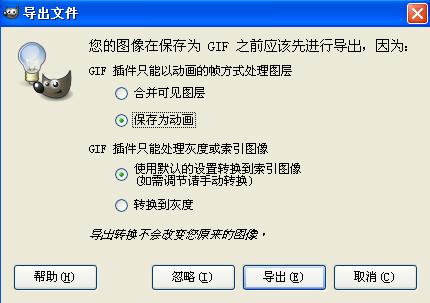 导出文件
您的图像在保存为 GIF 之前应该先进行导出，因为:
GIF 插件只能以动画的帧方式处理图层
合并可见图层
保存为动画
GIF 插件只能处理灰度或索引图像
使用默认的设置转换到索引图像
(如需调节请手动转换)
转换到灰度
导出转换不会改变您原来的图像。
帮助(H) 忽略(I) 导出(E) 取消(C)